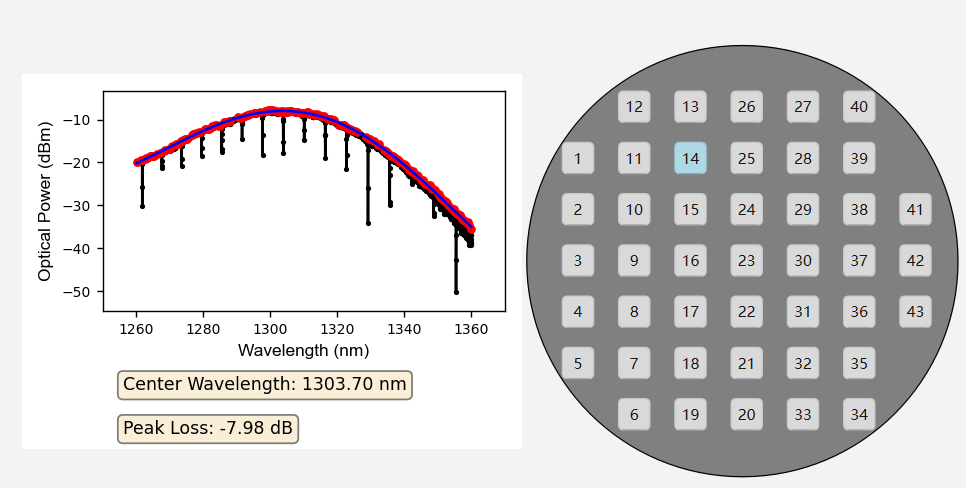 Optical Power (dBm)
−10
−20
−30
−40
−50
1260 1280 1300 1320 1340 1360
Wavelength (nm)
Center Wavelength: 1303.70 nm
Peak Loss: -7.98 dB
12 13 26 27 40
1 11 14 25 28 39
2 10 15 24 29 38 41
3 9 16 23 30 37 42
4 8 17 22 31 36 43
5 7 18 21 32 35
6 19 20 33 34